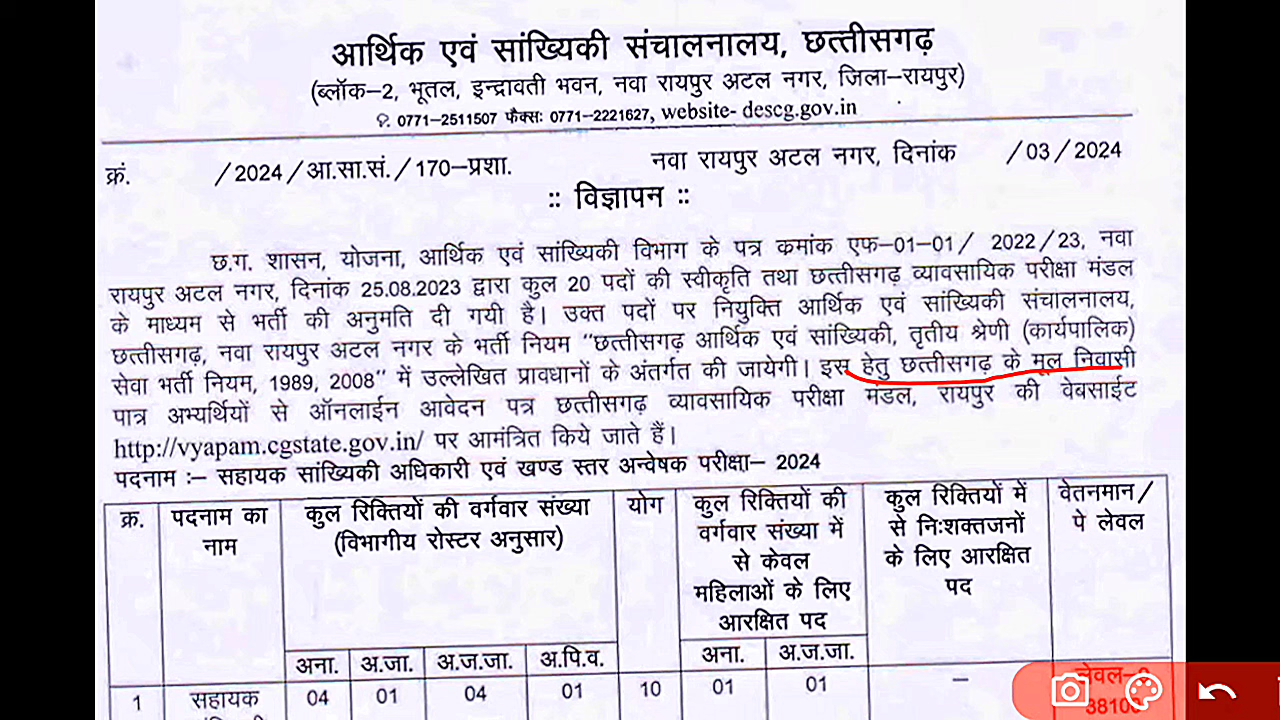 आर्थिक एवं सांख्यिकी संचालनालय, छत्तीसगढ़
(ब्लॉक–2, भूतल, इन्द्रावती भवन, नवा रायपुर अटल नगर, जिला–रायपुर)
0771–2511507 फैक्सः 0771–2221627, website- descg.gov.in
क्रं. /2024/आ.सा.सं./170–प्रशा. नवा रायपुर अटल नगर, दिनांक /03/2024
:: विज्ञापन ::
छ.ग. शासन, योजना, आर्थिक एवं सांख्यिकी विभाग के पत्र क्रमांक एफ–01–01/ 2022/23, नवा
रायपुर अटल नगर, दिनांक 25.08.2023 द्वारा कुल 20 पदों की स्वीकृति तथा छत्तीसगढ़ व्यावसायिक परीक्षा मंडल
के माध्यम से भर्ती की अनुमति दी गयी है। उक्त पदों पर नियुक्ति आर्थिक एवं सांख्यिकी संचालनालय,
छत्तीसगढ़, नवा रायपुर अटल नगर के भर्ती नियम "छत्तीसगढ़ आर्थिक एवं सांख्यिकी, तृतीय श्रेणी (कार्यपालिक)
सेवा भर्ती नियम, 1989, 2008" में उल्लेखित प्रावधानों के अंतर्गत की जायेगी। इस हेतु छत्तीसगढ़ के मूल निवासी
पात्र अभ्यर्थियों से ऑनलाईन आवेदन पत्र छत्तीसगढ़ व्यावसायिक परीक्षा मंडल, रायपुर की वेबसाईट
http://vyapam.cgstate.gov.in/ पर आमंत्रित किये जाते हैं।
पदनाम :– सहायक सांख्यिकी अधिकारी एवं खण्ड स्तर अन्वेषक परीक्षा– 2024
क्र. पदनाम का नाम कुल रिक्तियों की वर्गवार संख्या (विभागीय रोस्टर अनुसार) योग कुल रिक्तियों की वर्गवार संख्या में से केवल महिलाओं के लिए आरक्षित पद कुल रिक्तियों में से निःशक्तजनों के लिए आरक्षित पद वेतनमान/ पे लेवल
अना. अ.जा. अ.ज.जा. अ.पि.व. अना. अ.ज.जा.
1 सहायक 04 01 04 01 10 01 01 –